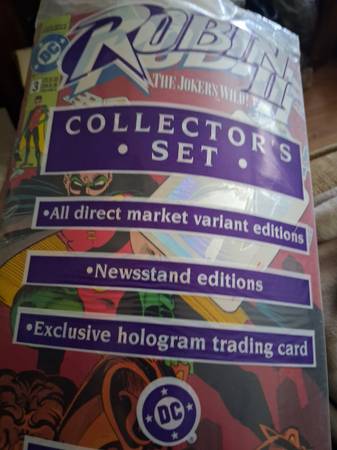 DC
ROBIN
II
THE JOKER'S WILD!
3
COLLECTOR'S
• SET •
•All direct market variant editions
•Newsstand editions
•Exclusive hologram trading card
DC